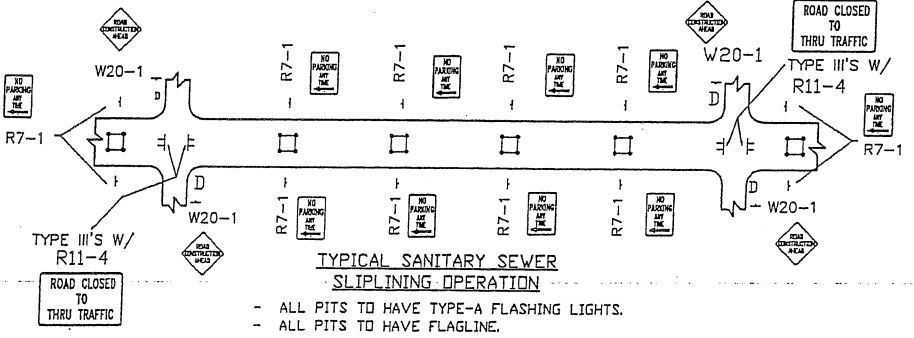 ROAD
CONSTRUCTION
AHEAD
W20-1
D
NO
PARKING
ANY
TIME
R7-1
R7-1
NO
PARKING
ANY
TIME
R7-1
NO
PARKING
ANY
TIME
R7-1
NO
PARKING
ANY
TIME
R7-1
NO
PARKING
ANY
TIME
ROAD
CONSTRUCTION
AHEAD
W20-1
D
ROAD CLOSED
TO
THRU TRAFFIC
TYPE III'S W/
R11-4
NO
PARKING
ANY
TIME
R7-1
D
W20-1
ROAD
CONSTRUCTION
AHEAD
TYPE III'S W/
R11-4
ROAD CLOSED
TO
THRU TRAFFIC
R7-1
NO
PARKING
ANY
TIME
R7-1
NO
PARKING
ANY
TIME
R7-1
NO
PARKING
ANY
TIME
R7-1
NO
PARKING
ANY
TIME
D
W20-1
ROAD
CONSTRUCTION
AHEAD
TYPICAL SANITARY SEWER
SLIPLINING OPERATION
- ALL PITS TO HAVE TYPE-A FLASHING LIGHTS.
- ALL PITS TO HAVE FLAGLINE.